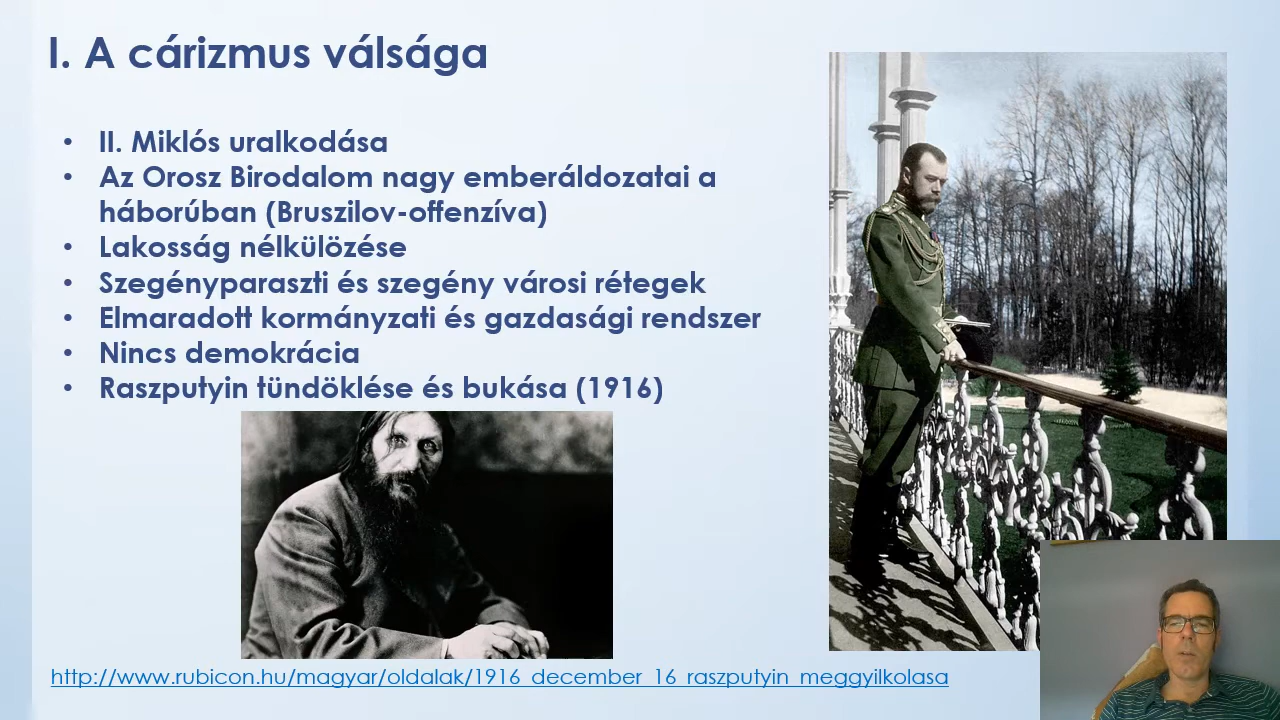 I. A cárizmus válsága
• II. Miklós uralkodása
• Az Orosz Birodalom nagy emberáldozatai a
háborúban (Bruszilov-offenzíva)
• Lakosság nélkülözése
• Szegényparaszti és szegény városi rétegek
• Elmaradott kormányzati és gazdasági rendszer
• Nincs demokrácia
• Raszputyin tündöklése és bukása (1916)
http://www.rubicon.hu/magyar/oldalak/1916_december_16_raszputyin_meggyilkolasa